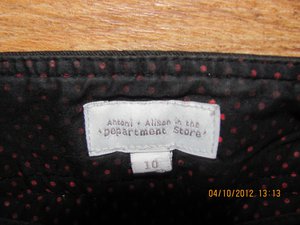 Antoni + Alison in the
'Department Store'
10
04/10/2012 13:13